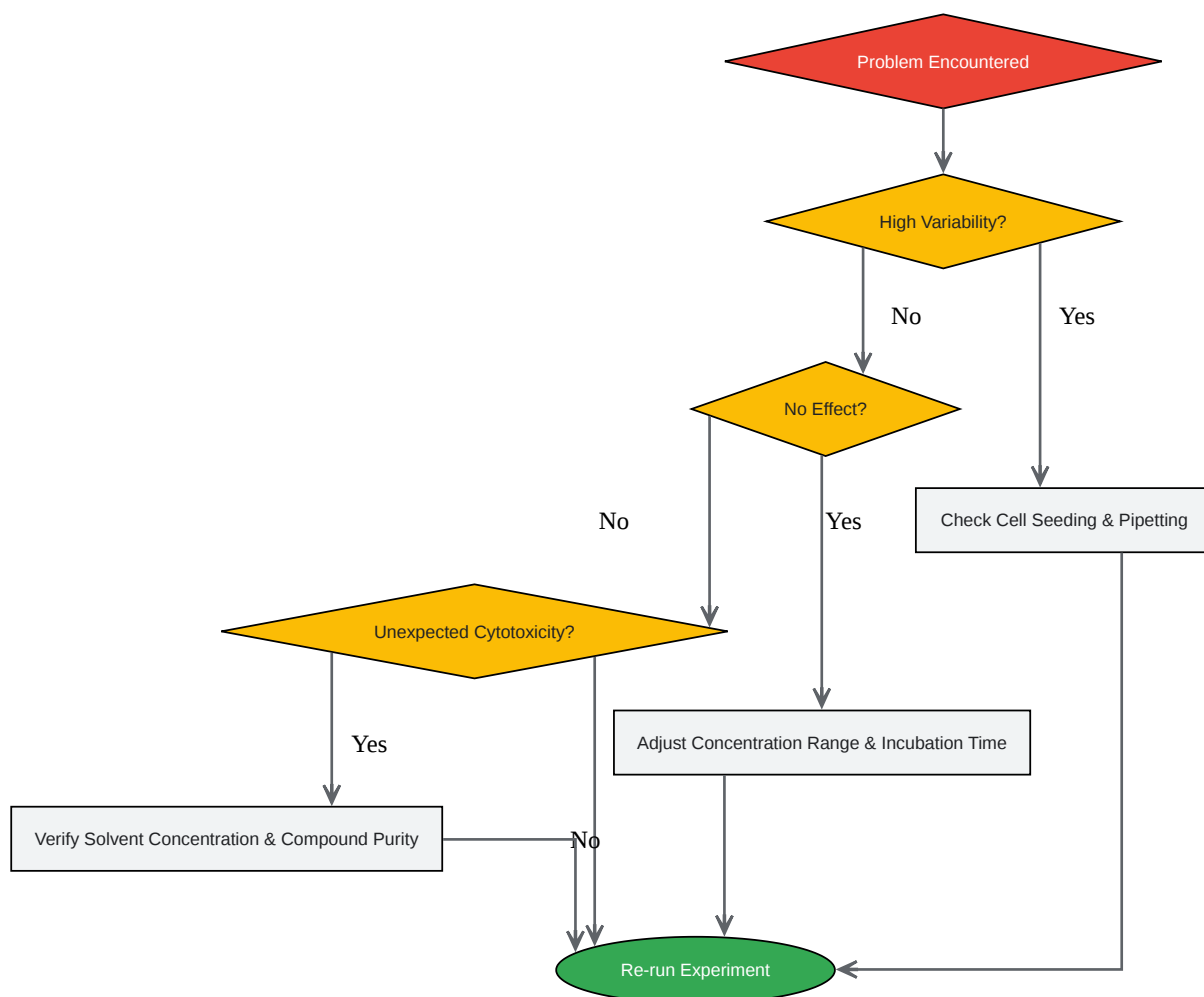 Problem Encountered
High Variability?
No
Yes
No Effect?
No
Yes
Check Cell Seeding & Pipetting
Unexpected Cytotoxicity?
Yes
Adjust Concentration Range & Incubation Time
Verify Solvent Concentration & Compound Purity
No
Re-run Experiment